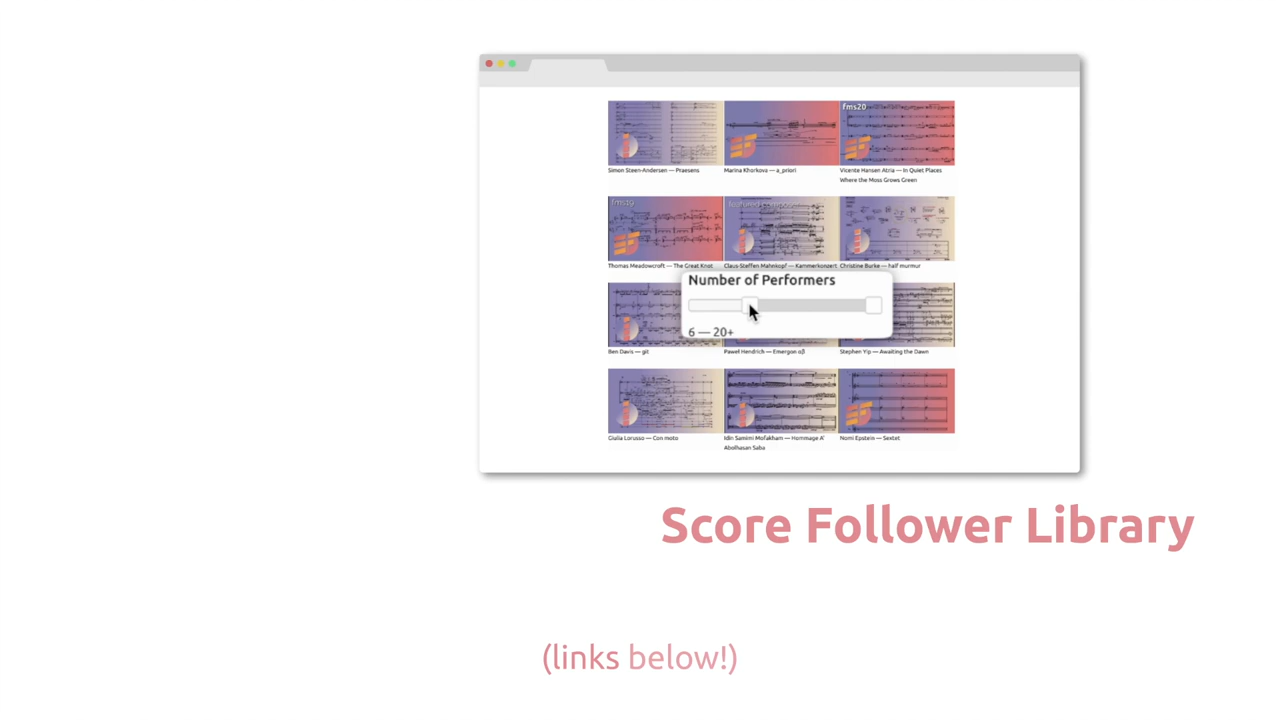 fms20
Simon Steen-Andersen — Praesens
Marina Khorkova — a_priori
Vicente Hansen Atria — In Quiet Places
Where the Moss Grows Green
fms19
featured composer
Thomas Meadowcroft — The Great Knot
Claus-Steffen Mahnkopf — Kammerkonzert
Christine Burke — half murmur
Number of Performers
6 — 20+
Ben Davis — git
Paweł Hendrich — Emergon αβ
Stephen Yip — Awaiting the Dawn
Giulia Lorusso — Con moto
Idin Samimi Mofakham — Hommage A'
Abolhasan Saba
Nomi Epstein — Sextet
Score Follower Library
(links below!)